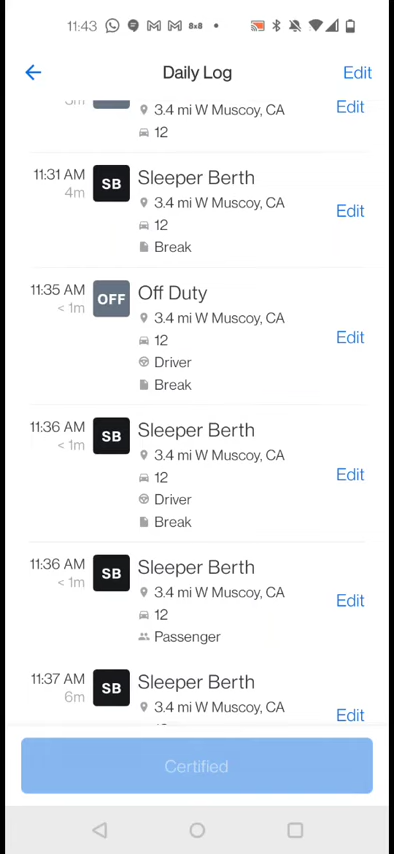 11:43 8x8
Daily Log
Edit
3.4 mi W Muscoy, CA
Edit
12
11:31 AM
4m
SB
Sleeper Berth
3.4 mi W Muscoy, CA
12
Break
Edit
11:35 AM
< 1m
OFF
Off Duty
3.4 mi W Muscoy, CA
12
Driver
Break
Edit
11:36 AM
< 1m
SB
Sleeper Berth
3.4 mi W Muscoy, CA
12
Driver
Break
Edit
11:36 AM
< 1m
SB
Sleeper Berth
3.4 mi W Muscoy, CA
12
Passenger
Edit
11:37 AM
6m
SB
Sleeper Berth
3.4 mi W Muscoy, CA
Edit
Certified